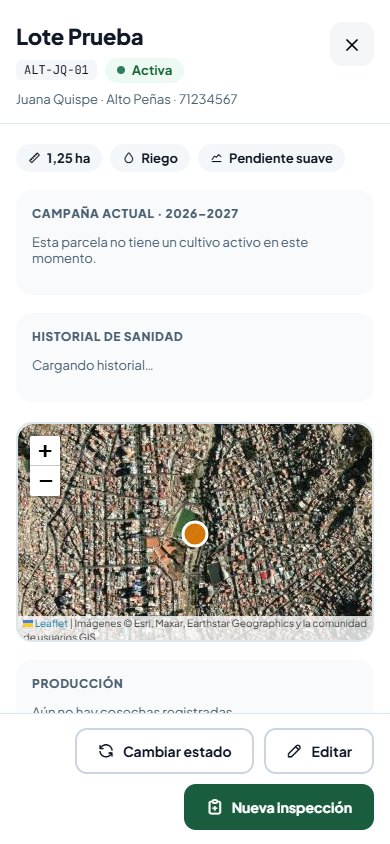 Lote Prueba
ALT-JQ-01
Activa
Juana Quispe · Alto Peñas · 71234567
1,25 ha
Riego
Pendiente suave
CAMPAÑA ACTUAL · 2026–2027
Esta parcela no tiene un cultivo activo en este
momento.
HISTORIAL DE SANIDAD
Cargando historial…
+
−
Leaflet | Imágenes © Esri, Maxar, Earthstar Geographics y la comunidad
de usuarios GIS
PRODUCCIÓN
Aún no hay cosechas registradas
Cambiar estado
Editar
Nueva inspección